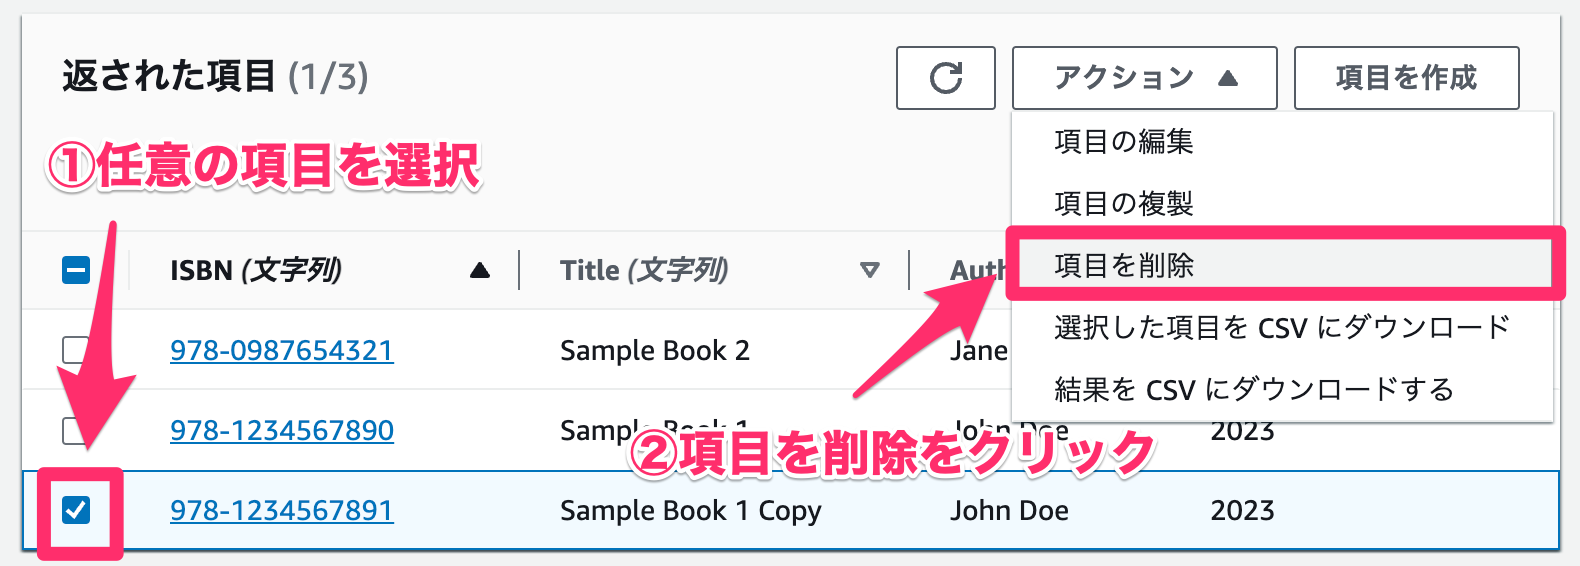 返された項目 (1/3)
アクション ▲
項目を作成
①任意の項目を選択
項目の編集
項目の複製
項目を削除
選択した項目を CSV にダウンロード
結果を CSV にダウンロードする
ISBN (文字列) ▲ Title (文字列) ▽ Auth
978-0987654321 Sample Book 2 Jane
978-1234567890 Sample Book 1 John Doe 2023
②項目を削除をクリック
978-1234567891 Sample Book 1 Copy John Doe 2023